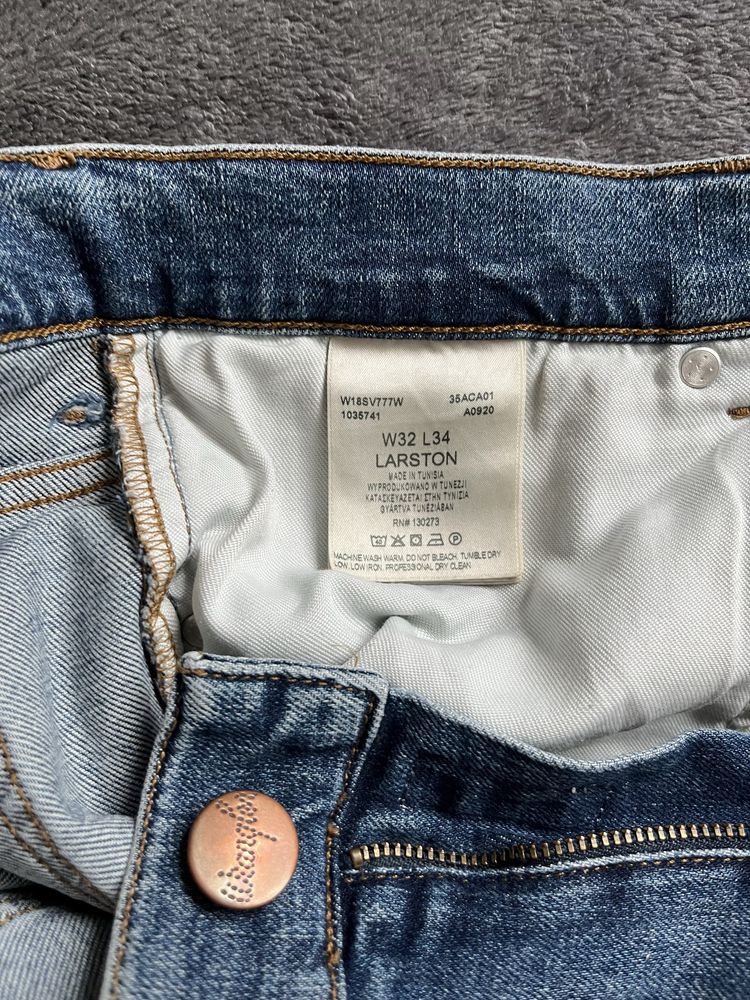 W18SV777W 35ACA01
1035741 A0920
W32 L34
LARSTON
MADE IN TUNISIA
WYPRODUKOWANO W TUNEZJI
ΚΑΤΑΣΚΕΥΑΖΕΤΑΙ ΣΤΗΝ ΤΥΝΗΣΙΑ
GYÁRTVA TUNÉZIÁBAN
RN# 130273
MACHINE WASH WARM. DO NOT BLEACH. TUMBLE DRY
LOW. LOW IRON. PROFESSIONAL DRY CLEAN
Wrangler